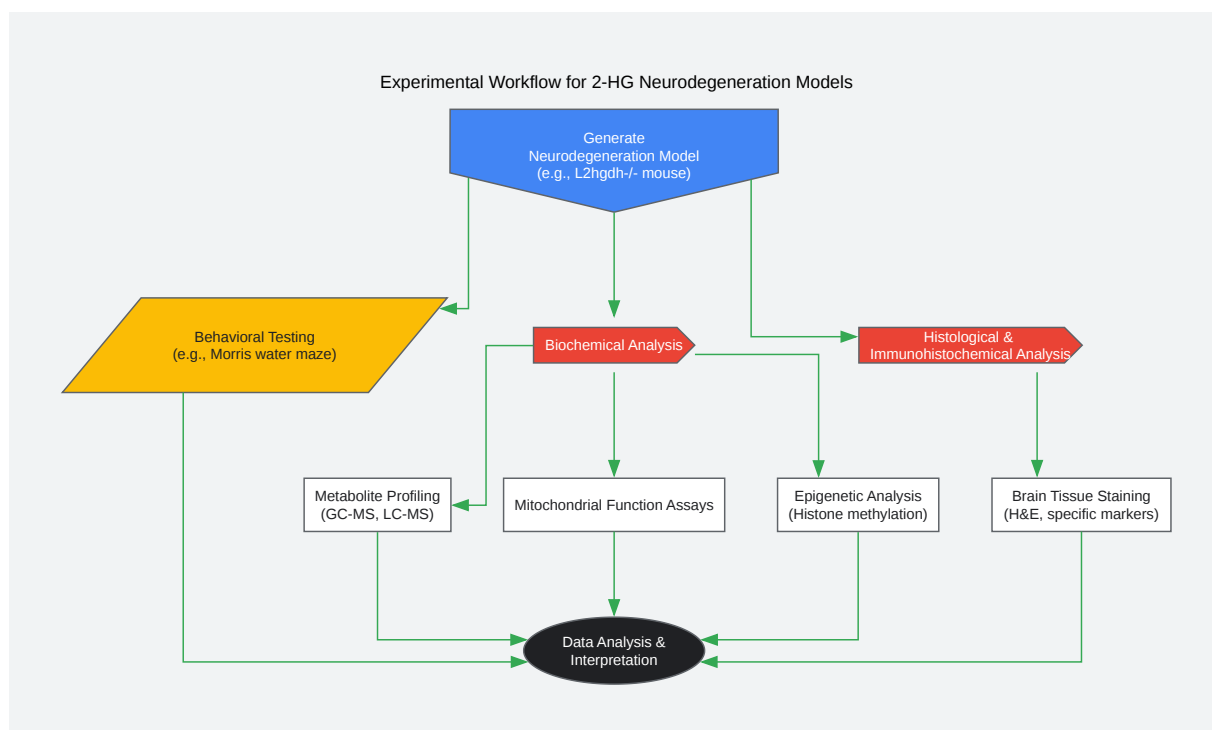 Experimental Workflow for 2-HG Neurodegeneration Models
Generate
Neurodegeneration Model
(e.g., L2hgdh-/- mouse)
Behavioral Testing
(e.g., Morris water maze)
Biochemical Analysis
Histological &
Immunohistochemical Analysis
Metabolite Profiling
(GC-MS, LC-MS)
Mitochondrial Function Assays
Epigenetic Analysis
(Histone methylation)
Brain Tissue Staining
(H&E, specific markers)
Data Analysis &
Interpretation